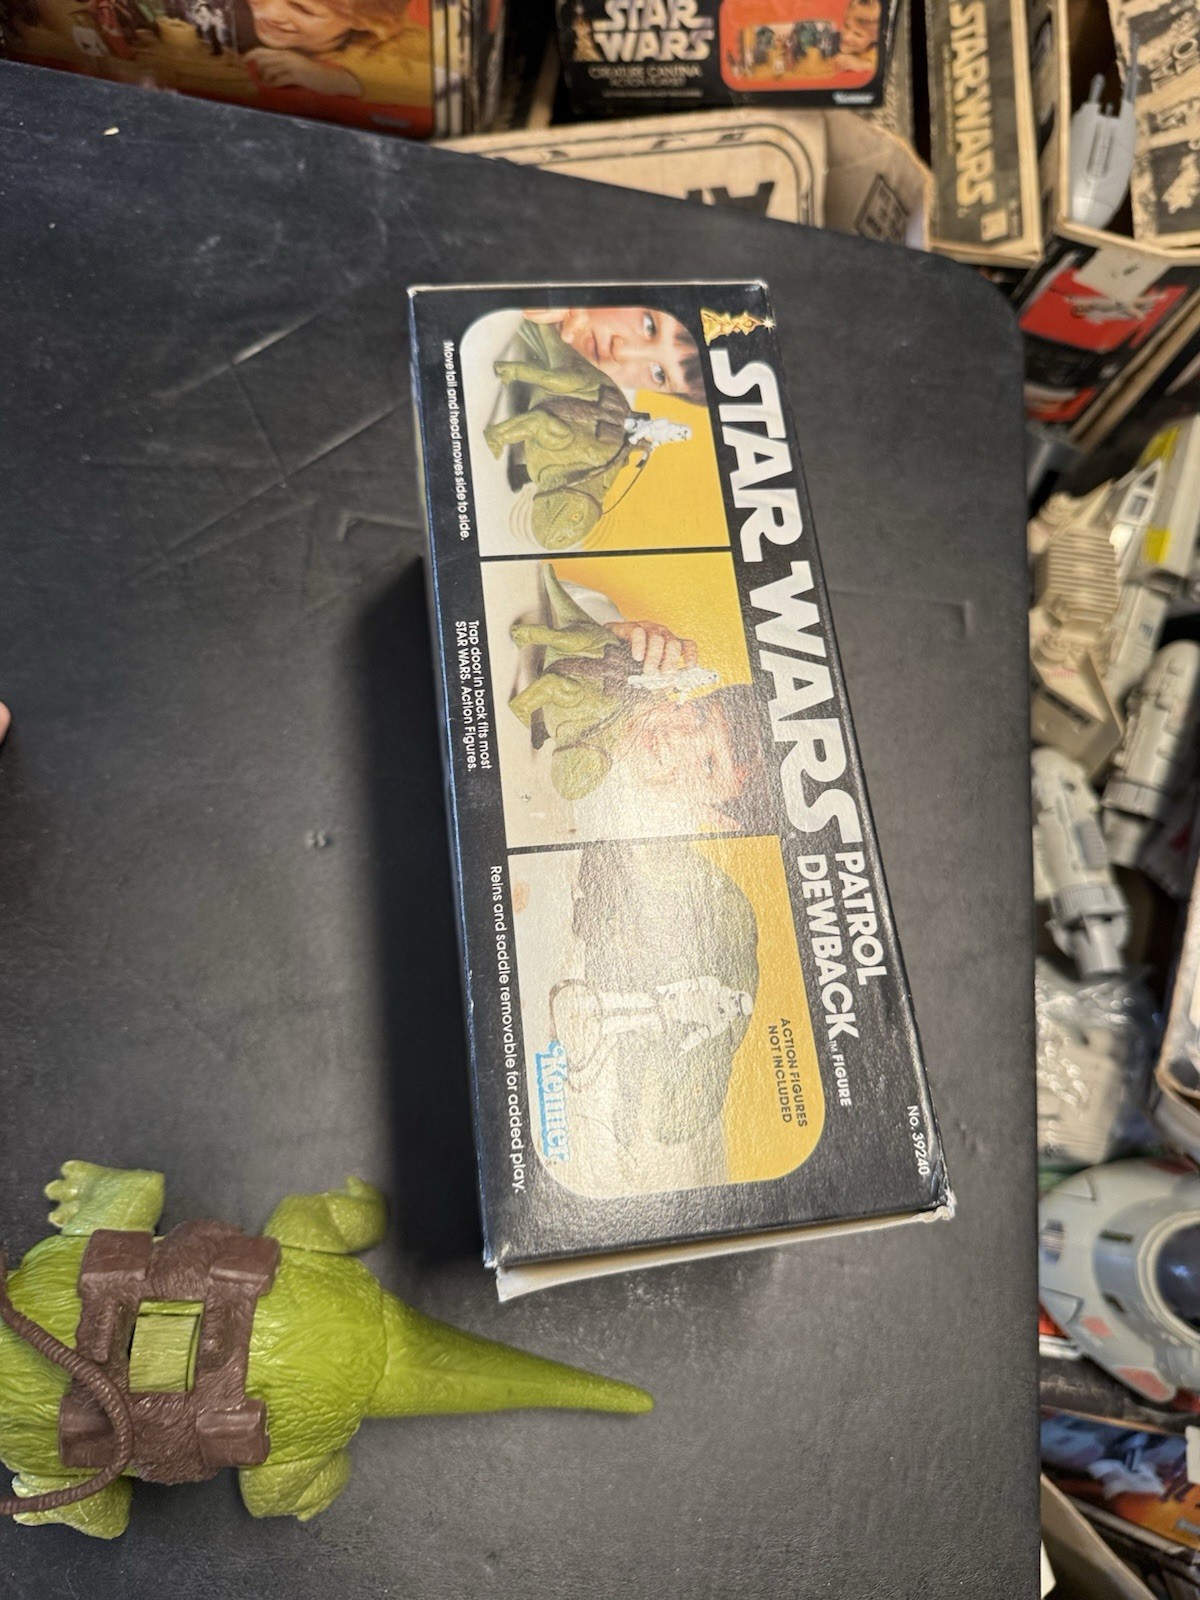 STAR WARS
PATROL
DEWBACK™ FIGURE
No. 39240
ACTION FIGURES
NOT INCLUDED
Move tail and head moves side to side.
Trap door in back fits most
STAR WARS. Action Figures.
Reins and saddle removable for added play.
Kenner
STAR
WARS
CREATURE CANTINA
Kenner
STAR WARS